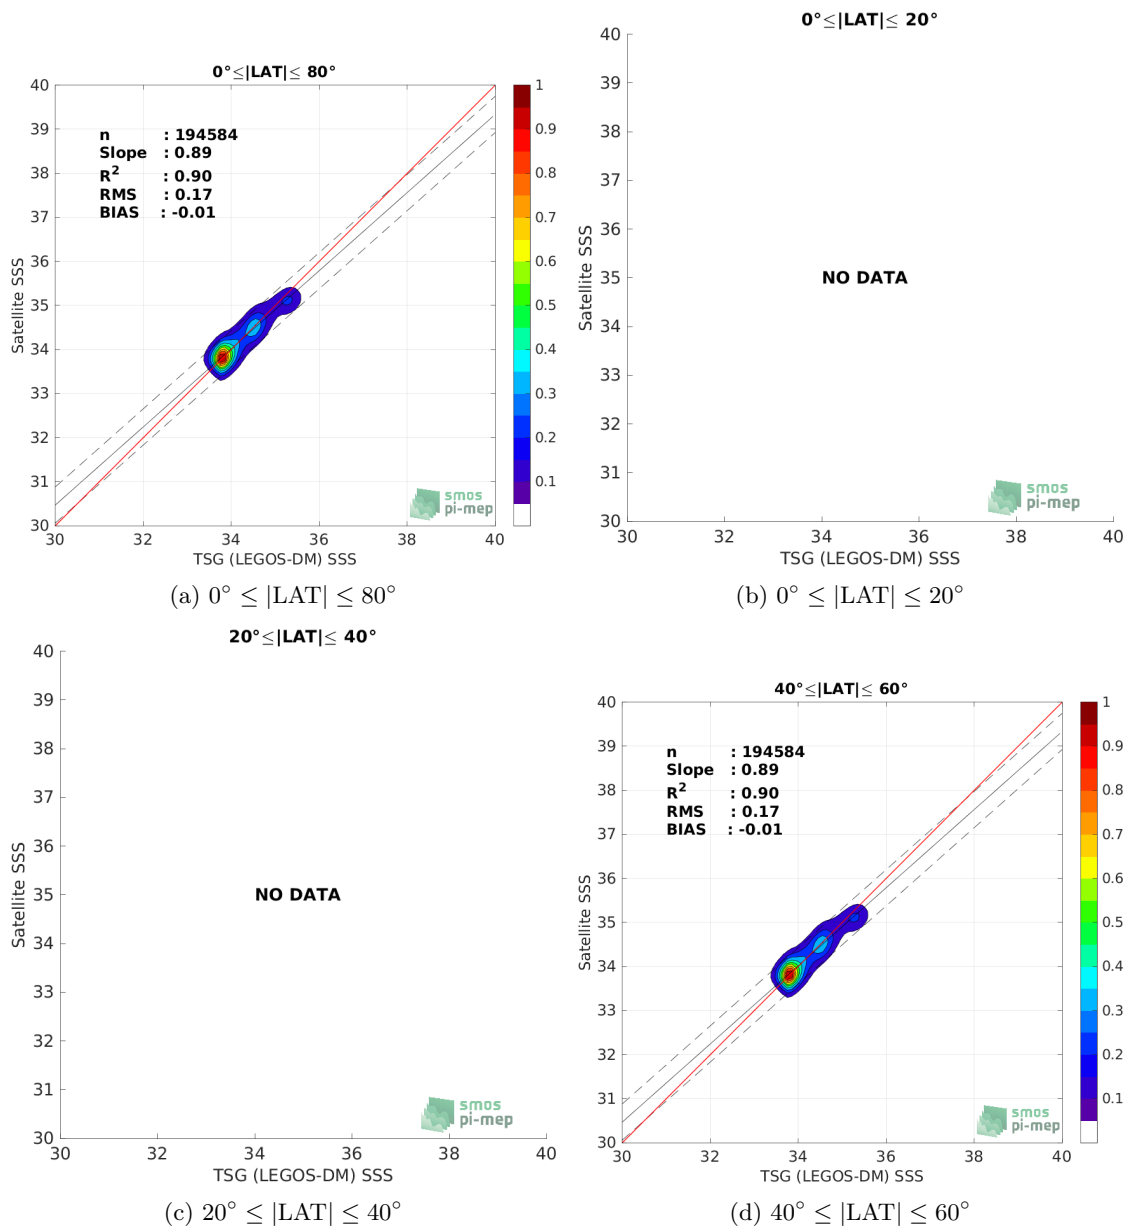 0°≤|LAT|≤ 80°
40
39
38
37
36
35
34
33
32
31
30
Satellite SSS
n : 194584
Slope : 0.89
R² : 0.90
RMS : 0.17
BIAS : -0.01
1
0.9
0.8
0.7
0.6
0.5
0.4
0.3
0.2
0.1
smos
pi-mep
30 32 34 36 38 40
TSG (LEGOS-DM) SSS
(a) 0° ≤ |LAT| ≤ 80°
0°≤|LAT|≤ 20°
40
39
38
37
36
35
34
33
32
31
30
Satellite SSS
NO DATA
smos
pi-mep
30 32 34 36 38 40
TSG (LEGOS-DM) SSS
(b) 0° ≤ |LAT| ≤ 20°
20°≤|LAT|≤ 40°
40
39
38
37
36
35
34
33
32
31
30
Satellite SSS
NO DATA
smos
pi-mep
30 32 34 36 38 40
TSG (LEGOS-DM) SSS
(c) 20° ≤ |LAT| ≤ 40°
40°≤|LAT|≤ 60°
40
39
38
37
36
35
34
33
32
31
30
Satellite SSS
n : 194584
Slope : 0.89
R² : 0.90
RMS : 0.17
BIAS : -0.01
1
0.9
0.8
0.7
0.6
0.5
0.4
0.3
0.2
0.1
smos
pi-mep
30 32 34 36 38 40
TSG (LEGOS-DM) SSS
(d) 40° ≤ |LAT| ≤ 60°